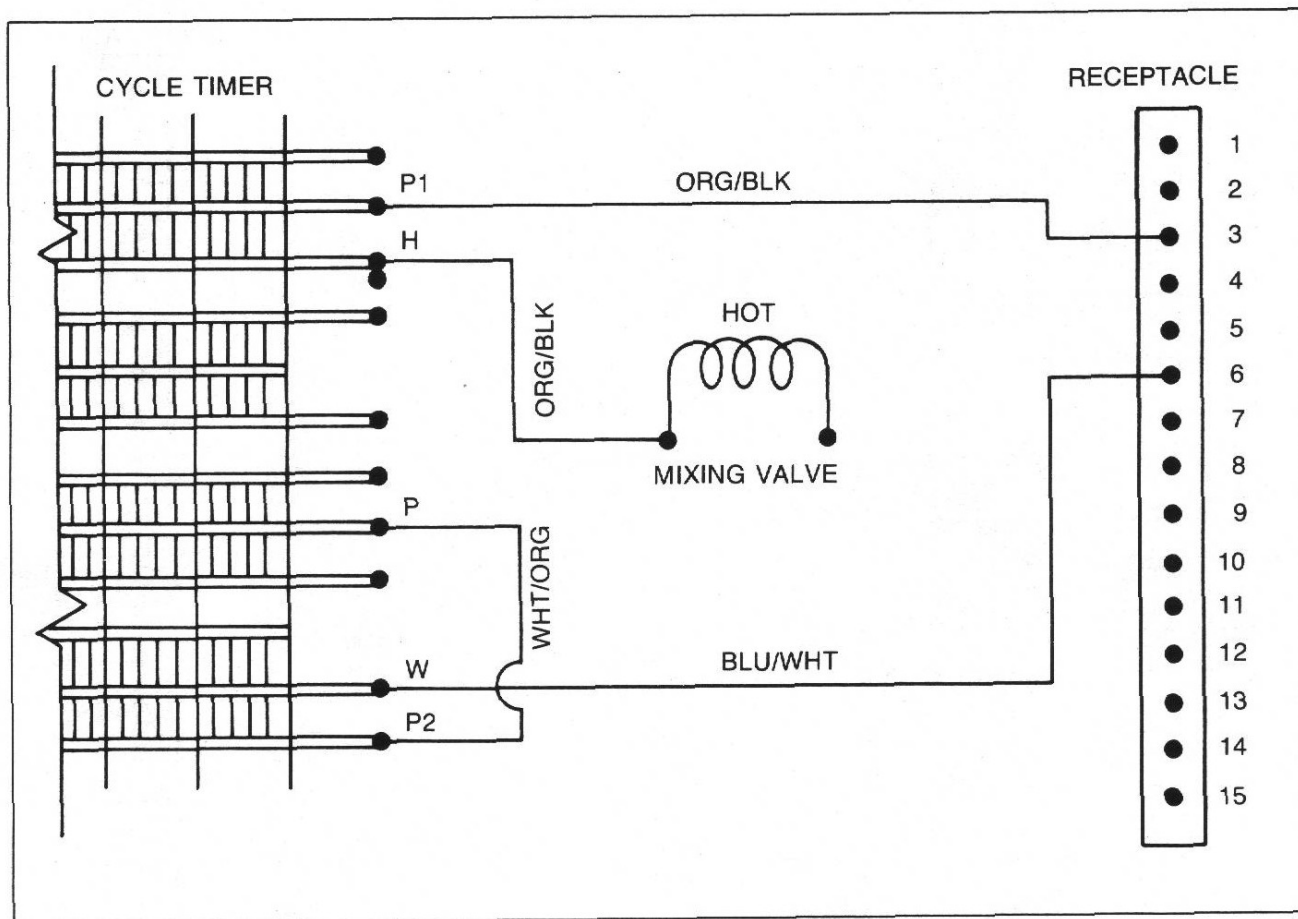 CYCLE TIMER
RECEPTACLE
P1
ORG/BLK
H
ORG/BLK
HOT
MIXING VALVE
P
WHT/ORG
W
BLU/WHT
P2
1
2
3
4
5
6
7
8
9
10
11
12
13
14
15